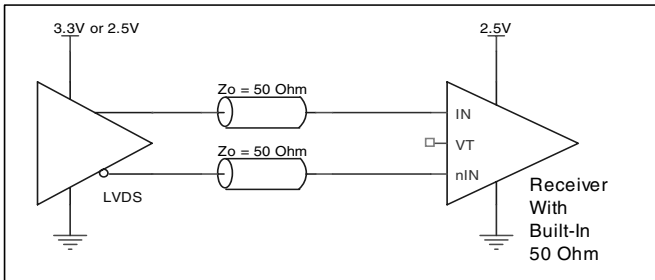 3.3V or 2.5V
2.5V
Zo = 50 Ohm
IN
VT
Zo = 50 Ohm
nIN
LVDS
Receiver
With
Built-In
50 Ohm